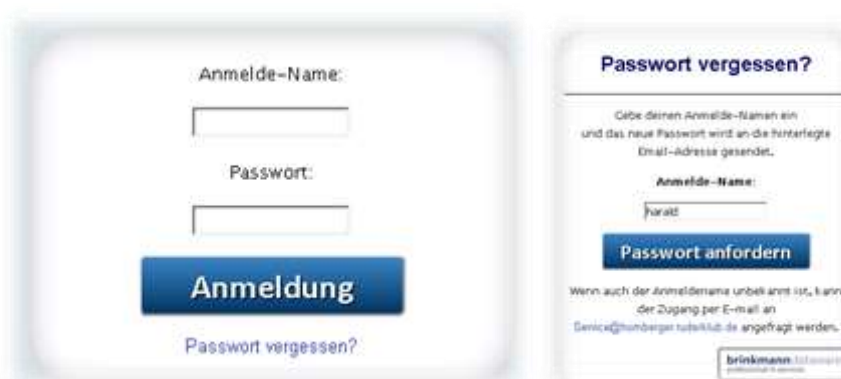 Anmelde-Name:
Passwort:
Anmeldung
Passwort vergessen?
Passwort vergessen?
Gebe deinen Anmelde-Namen ein
und das neue Passwort wird an die hinterlegte
Email-Adresse gesendet.
Anmelde-Name:
harald
Passwort anfordern
Wenn auch der Anmeldename unbekannt ist, kann
der Zugang per E-mail an
angefragt werden.
brinkmann